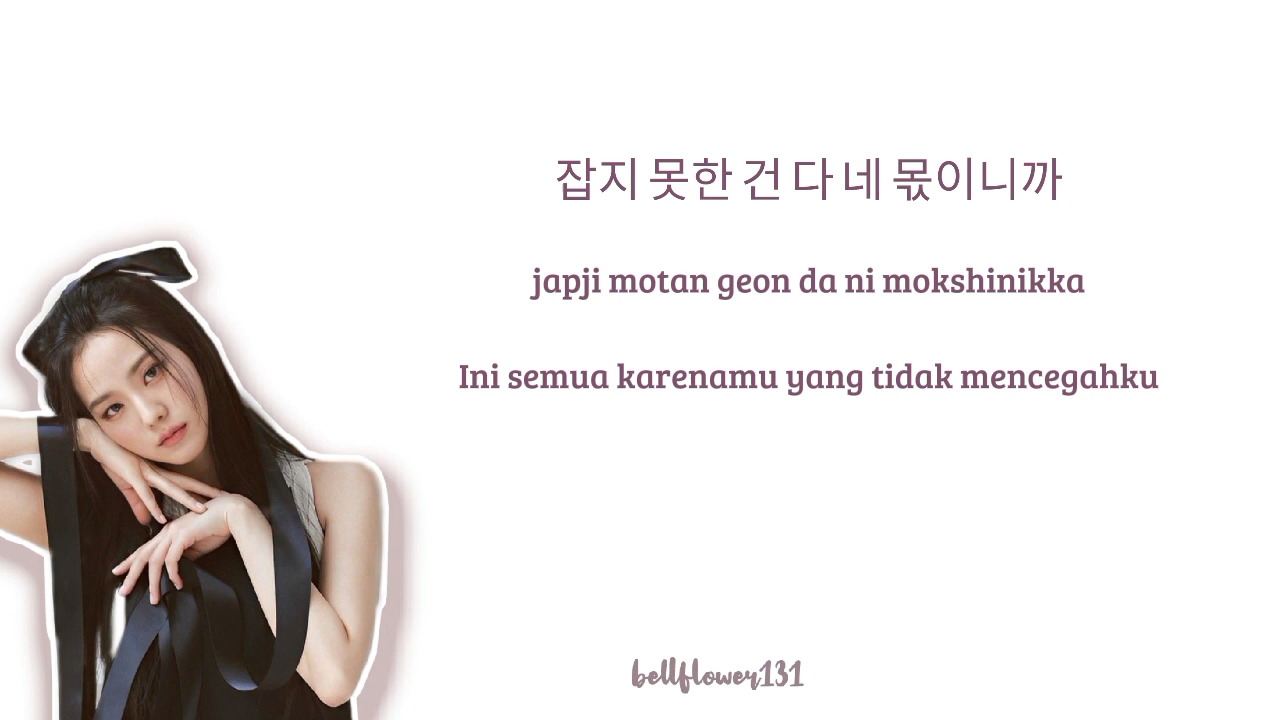 잡지 못한 건 다 네 몫이니까
japji motan geon da ni mokshinikka
Ini semua karenamu yang tidak mencegahku
bellflower131